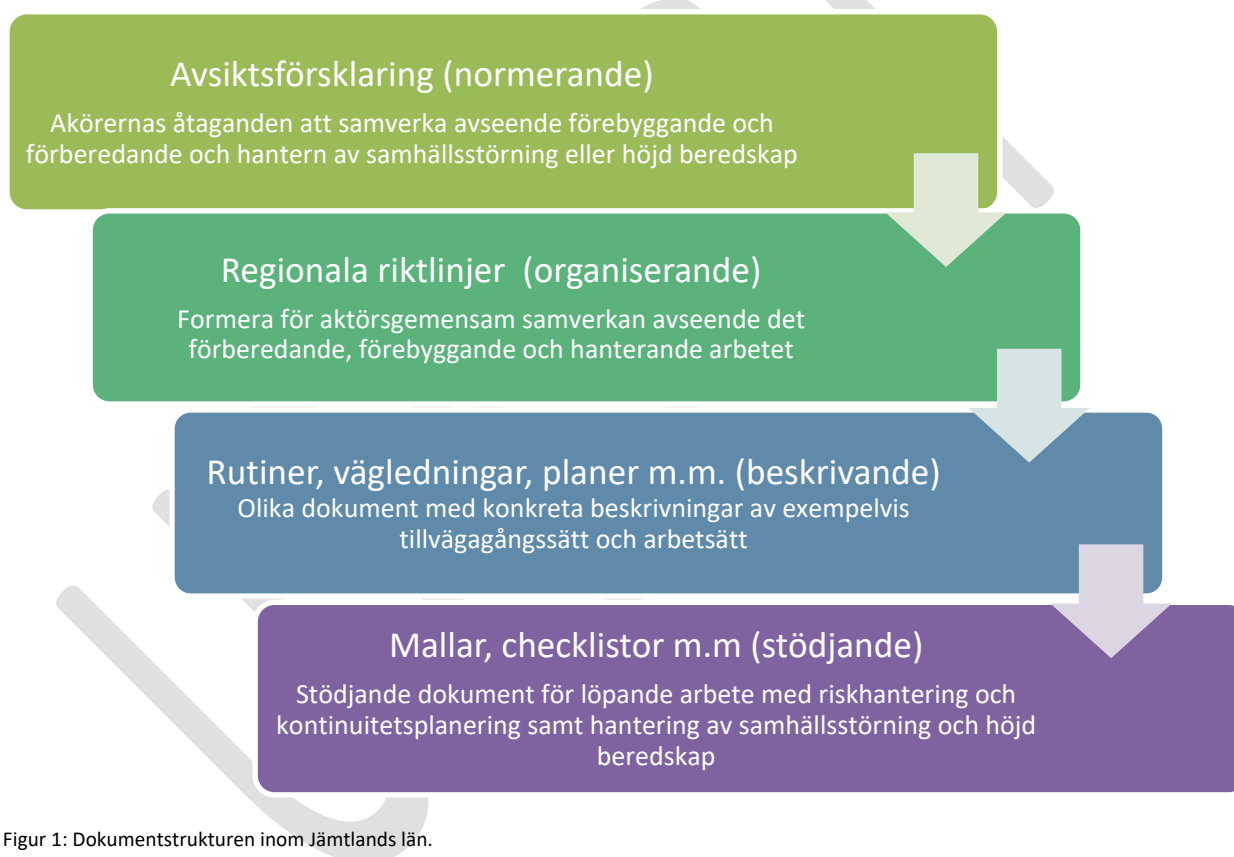 Avsiktsförsklaring (normerande)
Akörernas åtaganden att samverka avseende förebyggande och
förberedande och hantern av samhällsstörning eller höjd beredskap
Regionala riktlinjer (organiserande)
Formera för aktörsgemensam samverkan avseende det
förberedande, förebyggande och hanterande arbetet
Rutiner, vägledningar, planer m.m. (beskrivande)
Olika dokument med konkreta beskrivningar av exempelvis
tillvägagångssätt och arbetsätt
Mallar, checklistor m.m (stödjande)
Stödjande dokument för löpande arbete med riskhantering och
kontinuitetsplanering samt hantering av samhällsstörning och höjd
beredskap
Figur 1: Dokumentstrukturen inom Jämtlands län.